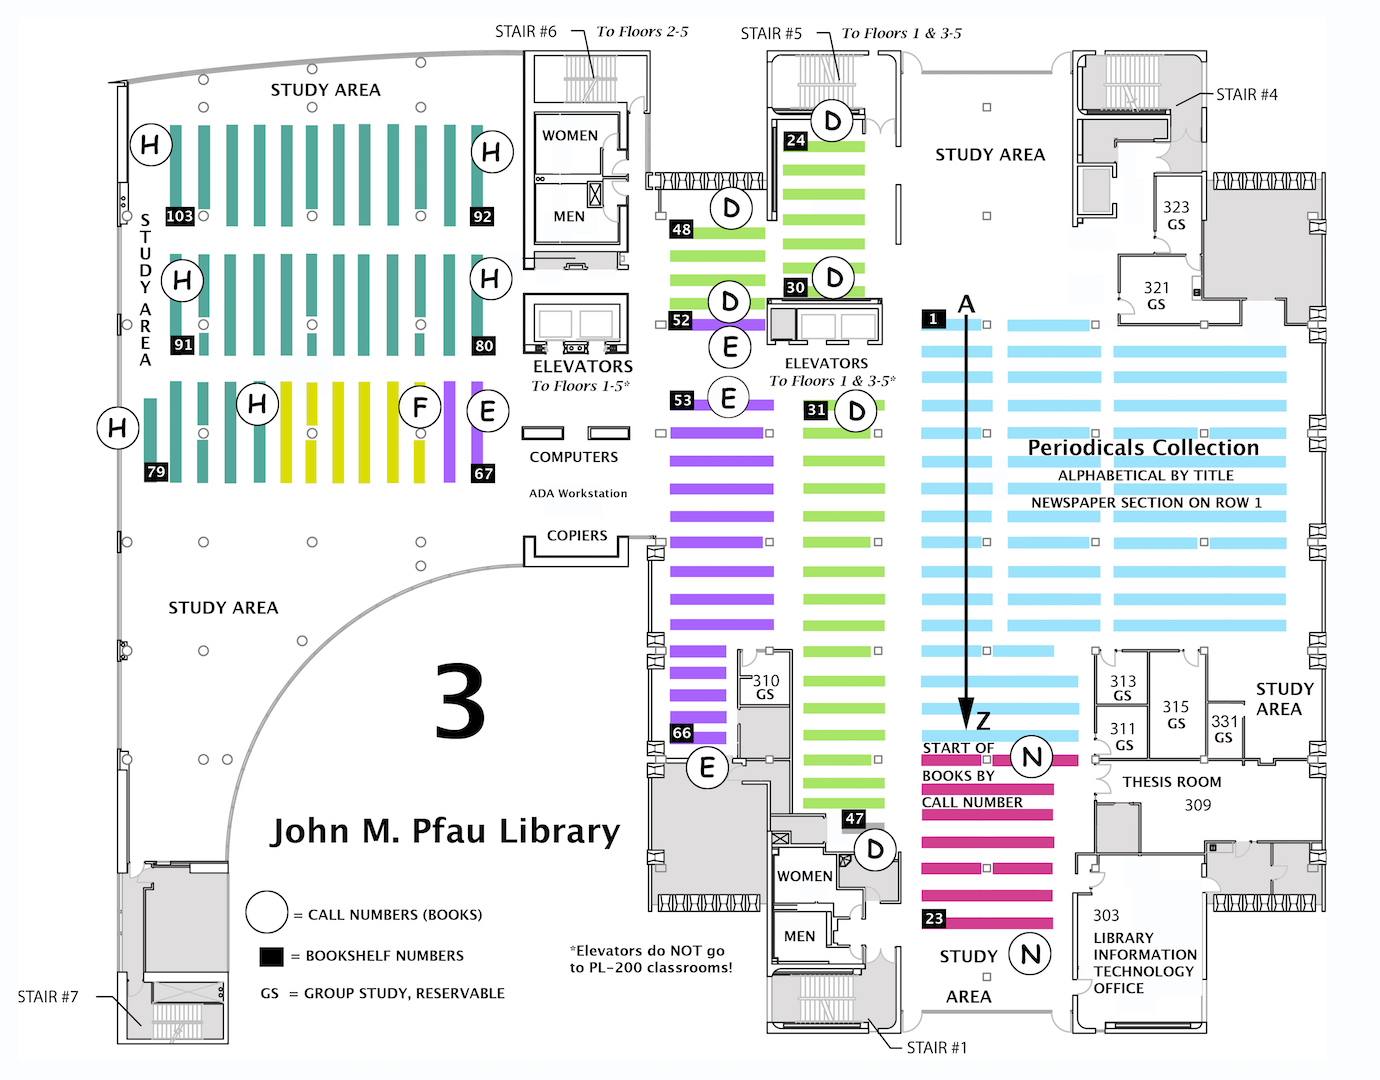 STAIR #6
To Floors 2-5
STAIR #5
To Floors 1 & 3-5
STAIR #4
STUDY AREA
STUDY AREA
WOMEN
MEN
H
H
D
24
D
48
103
92
STUDY AREA
323
GS
321
GS
H
H
D
30
D
52
E
91
80
ELEVATORS
To Floors 1-5*
ELEVATORS
To Floors 1 & 3-5*
1
A
H
H
F
E
53
E
31
D
79
67
COMPUTERS
ADA Workstation
COPIERS
Periodicals Collection
ALPHABETICAL BY TITLE
NEWSPAPER SECTION ON ROW 1
STUDY AREA
3
310
GS
66
E
313
GS
311
GS
315
GS
331
GS
STUDY
AREA
Z
START OF
BOOKS BY
CALL NUMBER
N
THESIS ROOM
309
John M. Pfau Library
47
D
WOMEN
MEN
23
N
STUDY
AREA
303
LIBRARY
INFORMATION
TECHNOLOGY
OFFICE
= CALL NUMBERS (BOOKS)
= BOOKSHELF NUMBERS
GS = GROUP STUDY, RESERVABLE
*Elevators do NOT go
to PL-200 classrooms!
STAIR #7
STAIR #1